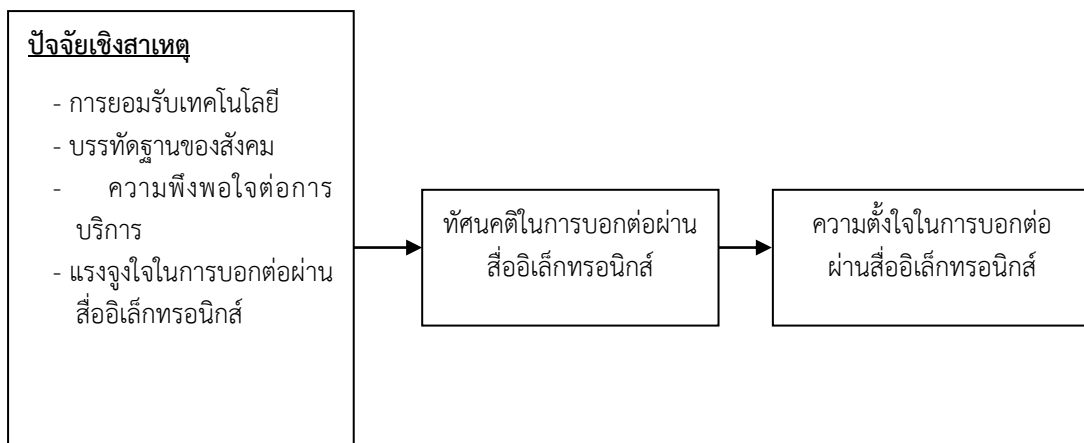 ปัจจัยเชิงสาเหตุ
- การยอมรับเทคโนโลยี
- บรรทัดฐานของสังคม
- ความพึงพอใจต่อการ
บริการ
- แรงจูงใจในการบอกต่อผ่าน
สื่ออิเล็กทรอนิกส์
ทัศนคติในการบอกต่อผ่าน
สื่ออิเล็กทรอนิกส์
ความตั้งใจในการบอกต่อ
ผ่านสื่ออิเล็กทรอนิกส์